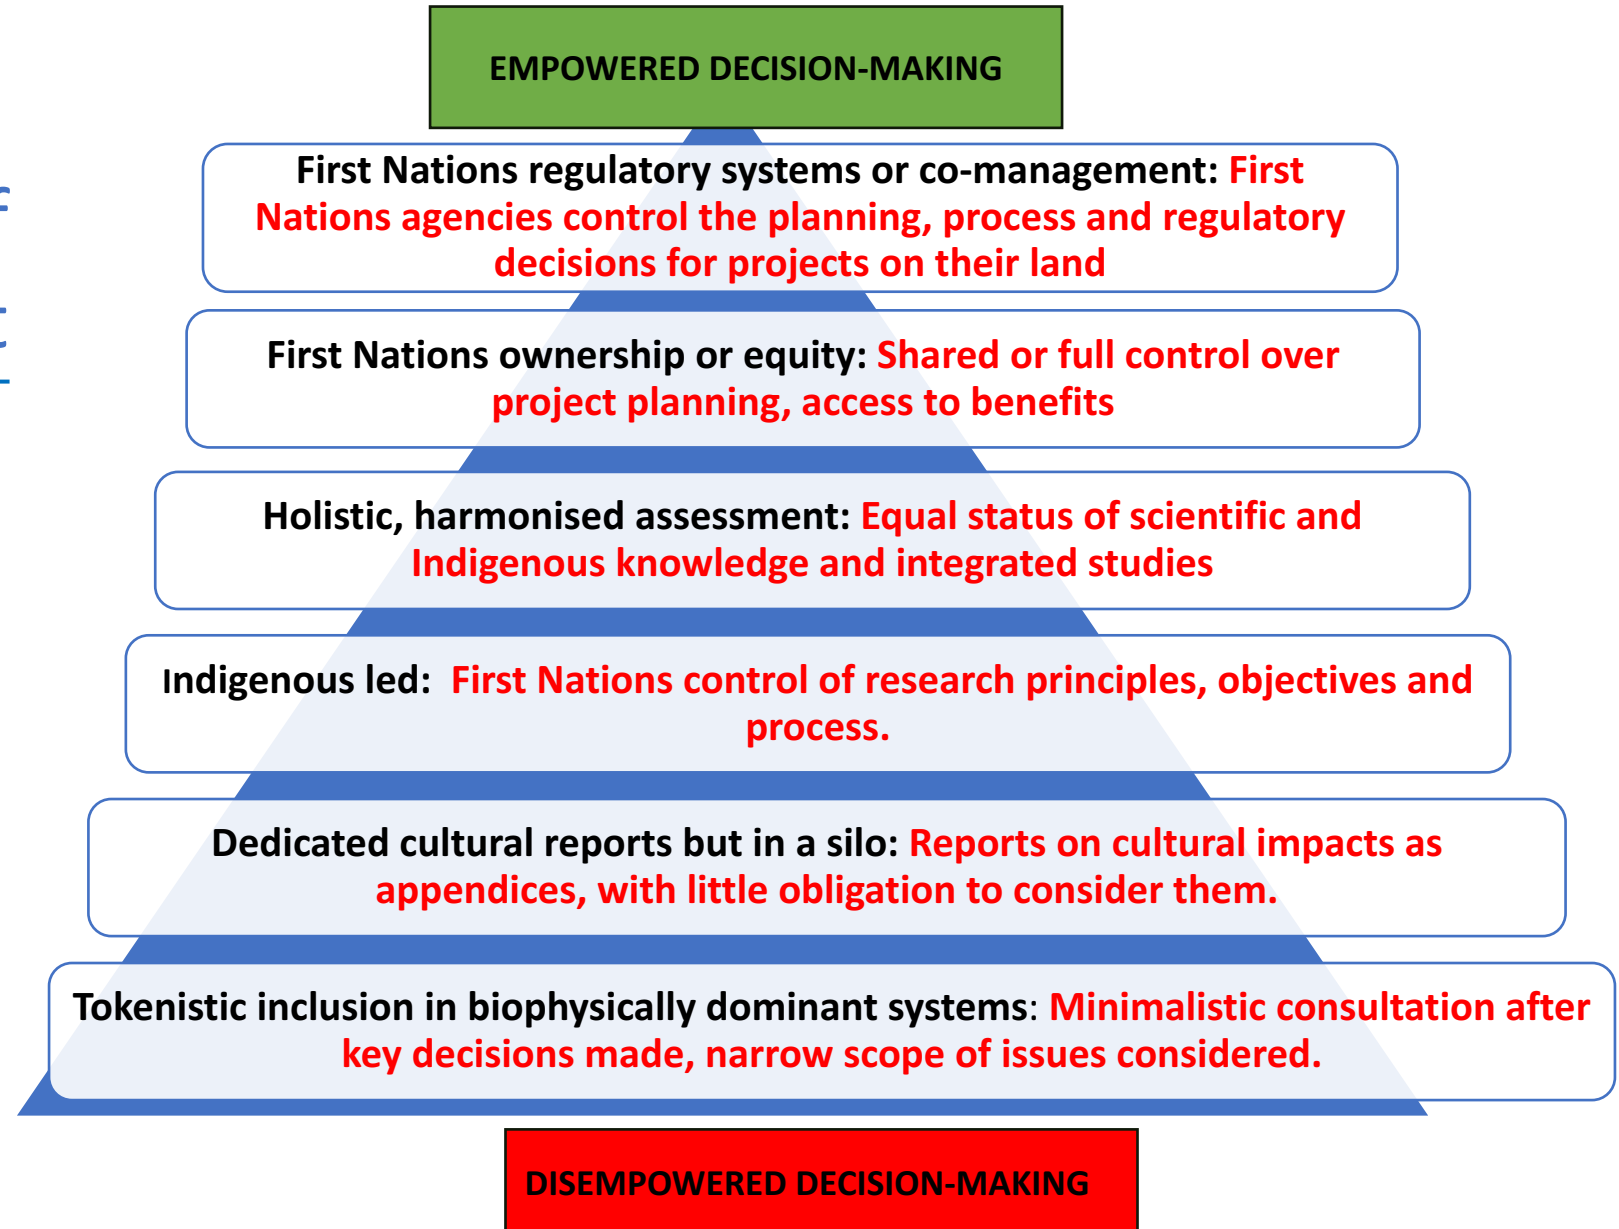 EMPOWERED DECISION-MAKING
First Nations regulatory systems or co-management: First
Nations agencies control the planning, process and regulatory
decisions for projects on their land
First Nations ownership or equity: Shared or full control over
project planning, access to benefits
Holistic, harmonised assessment: Equal status of scientific and
Indigenous knowledge and integrated studies
Indigenous led:  First Nations control of research principles, objectives and
process.
Dedicated cultural reports but in a silo: Reports on cultural impacts as
appendices, with little obligation to consider them.
Tokenistic inclusion in biophysically dominant systems: Minimalistic consultation after
key decisions made, narrow scope of issues considered.
DISEMPOWERED DECISION-MAKING